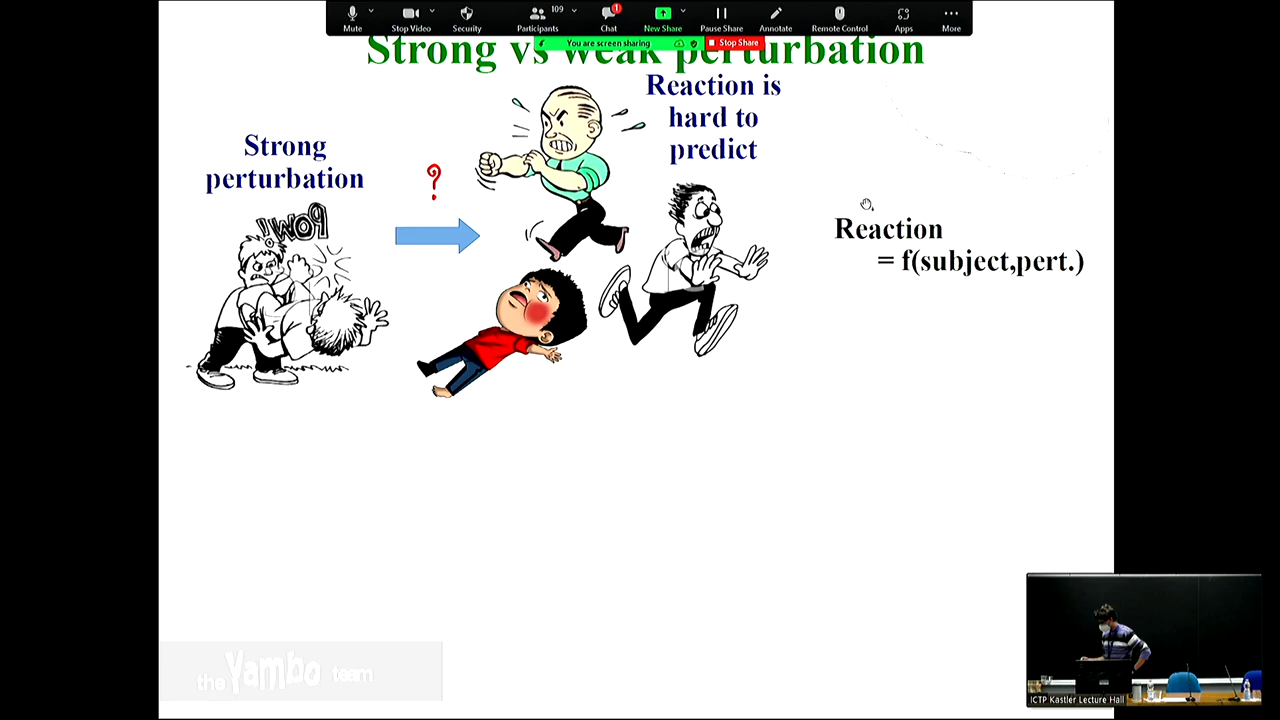 109
1
Mute
Stop Video
Security
Participants
Chat
New Share
Pause Share
Annotate
Remote Control
Apps
More
You are screen sharing
Stop Share
Strong vs weak perturbation
Reaction is
hard to
predict
Strong
perturbation
?
POW!!
Reaction
= f(subject,pert.)
the Yambo team
ICTP Kastler Lecture Hall